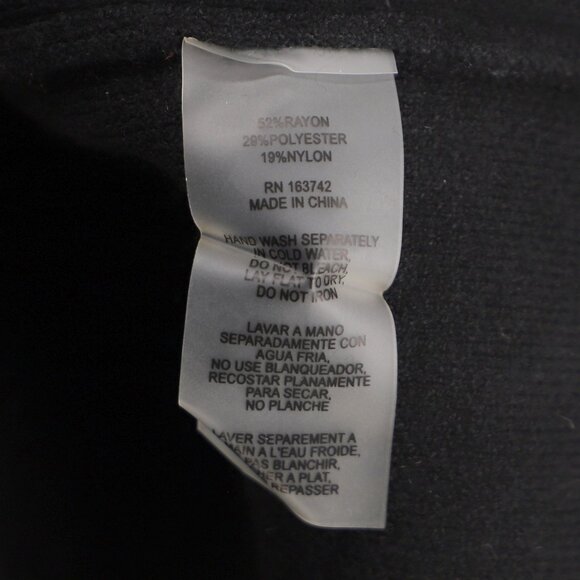 52%RAYON
29%POLYESTER
19%NYLON
RN 163742
MADE IN CHINA
HAND WASH SEPARATELY
IN COLD WATER,
DO NOT BLEACH,
LAY FLAT TO DRY,
DO NOT IRON
LAVAR A MANO
SEPARADAMENTE CON
AGUA FRIA,
NO USE BLANQUEADOR,
RECOSTAR PLANAMENTE
PARA SECAR,
NO PLANCHE
LAVER SEPAREMENT A
MAIN A L'EAU FROIDE,
PAS BLANCHIR,
A PLAT,
REPASSER